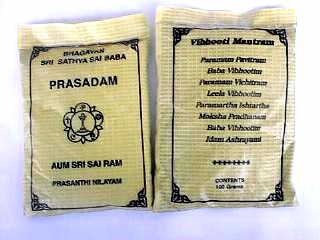 BHAGAVAN
SRI SATHYA SAI BABA
PRASADAM
AUM SRI SAI RAM
PRASANTHI NILAYAM
Vibhooti Mantram
Paramam Pavitram
Baba Vibhootim
Paramam Vichitram
Leela Vibhootim
Paramartha Ishtartha
Moksha Pradhanam
Baba Vibhootim
Idam Ashrayami
CONTENTS
100 Grams